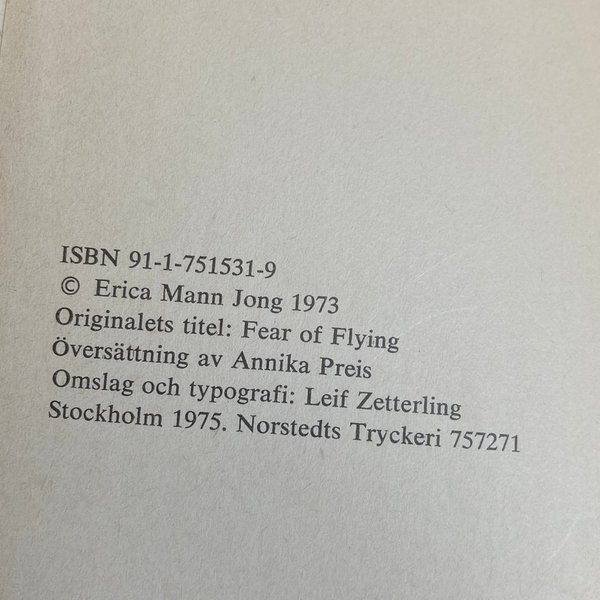 ISBN 91-1-751531-9
© Erica Mann Jong 1973
Originalets titel: Fear of Flying
Översättning av Annika Preis
Omslag och typografi: Leif Zetterling
Stockholm 1975. Norstedts Tryckeri 757271